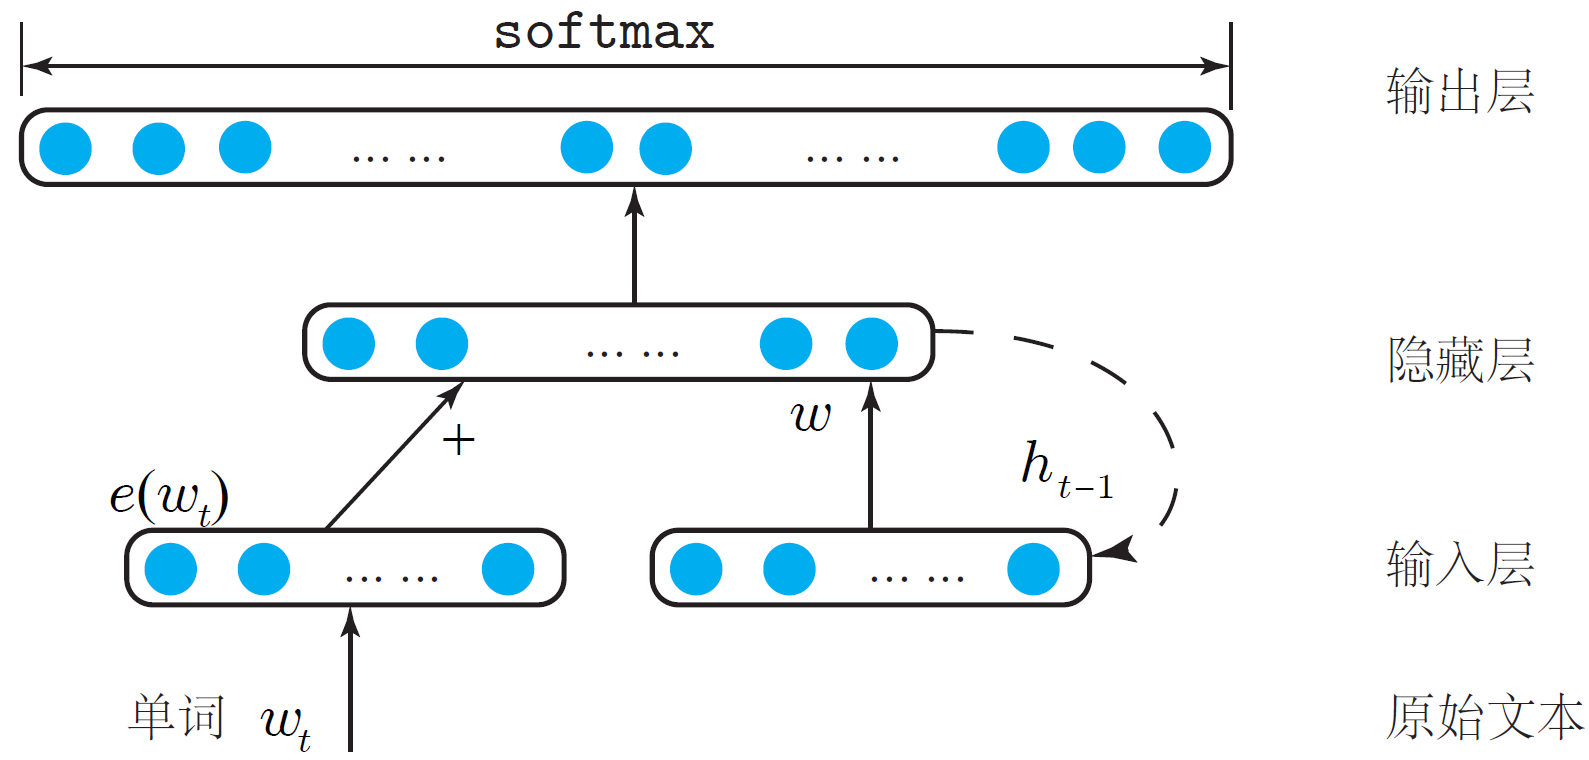 softmax
输出层
... ...
... ...
... ...
隐藏层
w
+
h_{t-1}
e(w_t)
... ...
... ...
输入层
单词 w_t
原始文本